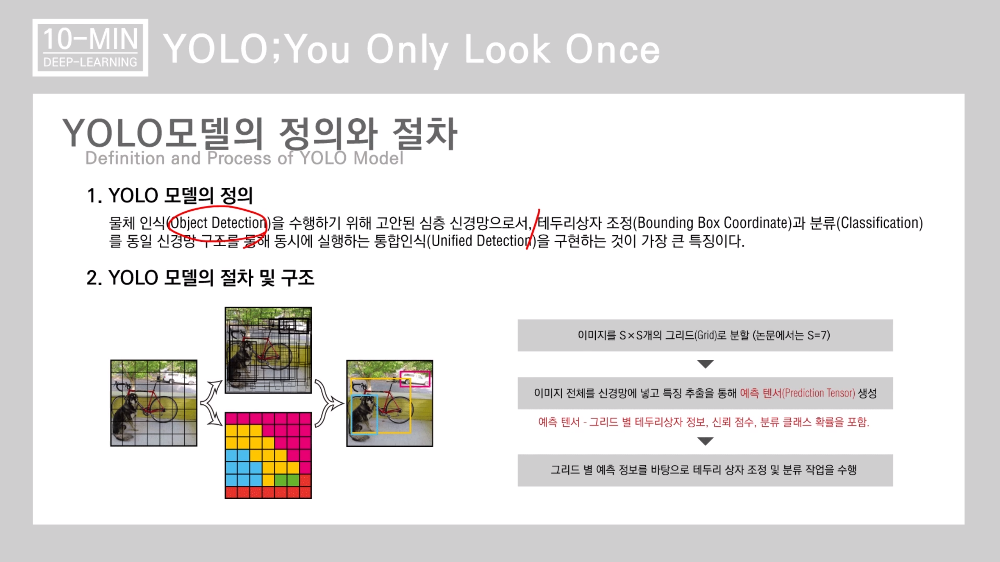 10-MIN
DEEP-LEARNING
YOLO;You Only Look Once
YOLO모델의 정의와 절차
Definition and Process of YOLO Model
1. YOLO 모델의 정의
물체 인식(Object Detection)을 수행하기 위해 고안된 심층 신경망으로서, 테두리상자 조정(Bounding Box Coordinate)과 분류(Classification)
를 동일 신경망 구조를 통해 동시에 실행하는 통합인식(Unified Detection)을 구현하는 것이 가장 큰 특징이다.
2. YOLO 모델의 절차 및 구조
이미지를 S×S개의 그리드(Grid)로 분할 (논문에서는 S=7)
이미지 전체를 신경망에 넣고 특징 추출을 통해 예측 텐서(Prediction Tensor) 생성
예측 텐서 - 그리드 별 테두리상자 정보, 신뢰 점수, 분류 클래스 확률을 포함.
그리드 별 예측 정보를 바탕으로 테두리 상자 조정 및 분류 작업을 수행